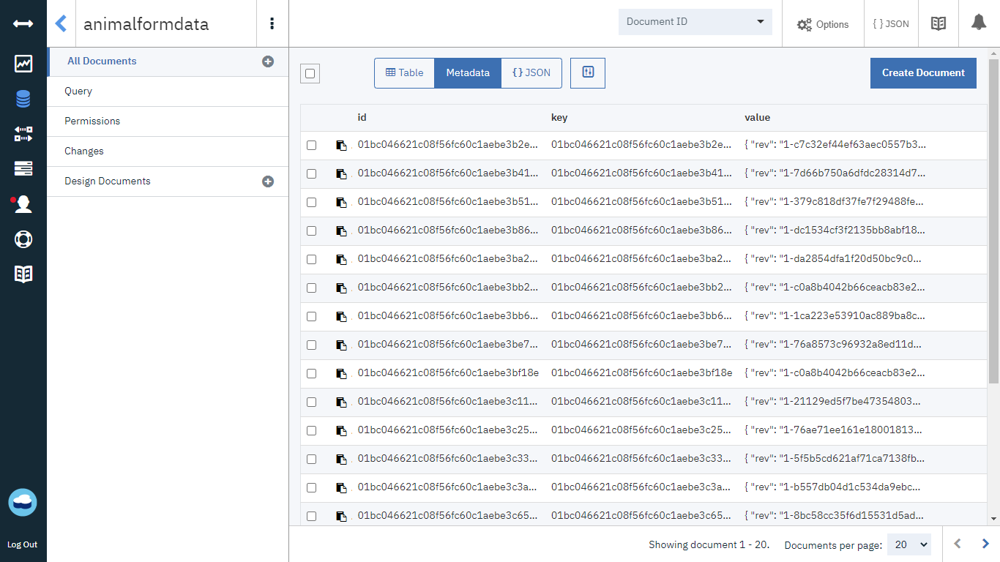 animalformdata
Document ID
Options
{ } JSON
All Documents
Query
Permissions
Changes
Design Documents
Log Out
Table
Metadata
{ } JSON
Create Document
id key value
01bc046621c08f56fc60c1aebe3b2e... 01bc046621c08f56fc60c1aebe3b2e... { "rev": "1-c7c32ef44ef63aec0557b3...
01bc046621c08f56fc60c1aebe3b41... 01bc046621c08f56fc60c1aebe3b41... { "rev": "1-7d66b750a6dfdc28314d7...
01bc046621c08f56fc60c1aebe3b51... 01bc046621c08f56fc60c1aebe3b51... { "rev": "1-379c818df37fe7f29488fe...
01bc046621c08f56fc60c1aebe3b86... 01bc046621c08f56fc60c1aebe3b86... { "rev": "1-dc1534cf3f2135bb8abf18...
01bc046621c08f56fc60c1aebe3ba2... 01bc046621c08f56fc60c1aebe3ba2... { "rev": "1-da2854dfa1f20d50bc9c0...
01bc046621c08f56fc60c1aebe3bb2... 01bc046621c08f56fc60c1aebe3bb2... { "rev": "1-c0a8b4042b66ceacb83e2...
01bc046621c08f56fc60c1aebe3bb6... 01bc046621c08f56fc60c1aebe3bb6... { "rev": "1-1ca223e53910ac889ba8c...
01bc046621c08f56fc60c1aebe3be7... 01bc046621c08f56fc60c1aebe3be7... { "rev": "1-76a8573c96932a8ed11d...
01bc046621c08f56fc60c1aebe3bf18e 01bc046621c08f56fc60c1aebe3bf18e { "rev": "1-c0a8b4042b66ceacb83e2...
01bc046621c08f56fc60c1aebe3c11... 01bc046621c08f56fc60c1aebe3c11... { "rev": "1-21129ed5f7be47354803...
01bc046621c08f56fc60c1aebe3c25... 01bc046621c08f56fc60c1aebe3c25... { "rev": "1-76ae71ee161e18001813...
01bc046621c08f56fc60c1aebe3c33... 01bc046621c08f56fc60c1aebe3c33... { "rev": "1-5f5b5cd621af71ca7138fb...
01bc046621c08f56fc60c1aebe3c3a... 01bc046621c08f56fc60c1aebe3c3a... { "rev": "1-b557db04d1c534da9ebc...
01bc046621c08f56fc60c1aebe3c65... 01bc046621c08f56fc60c1aebe3c65... { "rev": "1-8bc58cc35f6d15531d5ad...
Showing document 1 - 20. Documents per page: 20